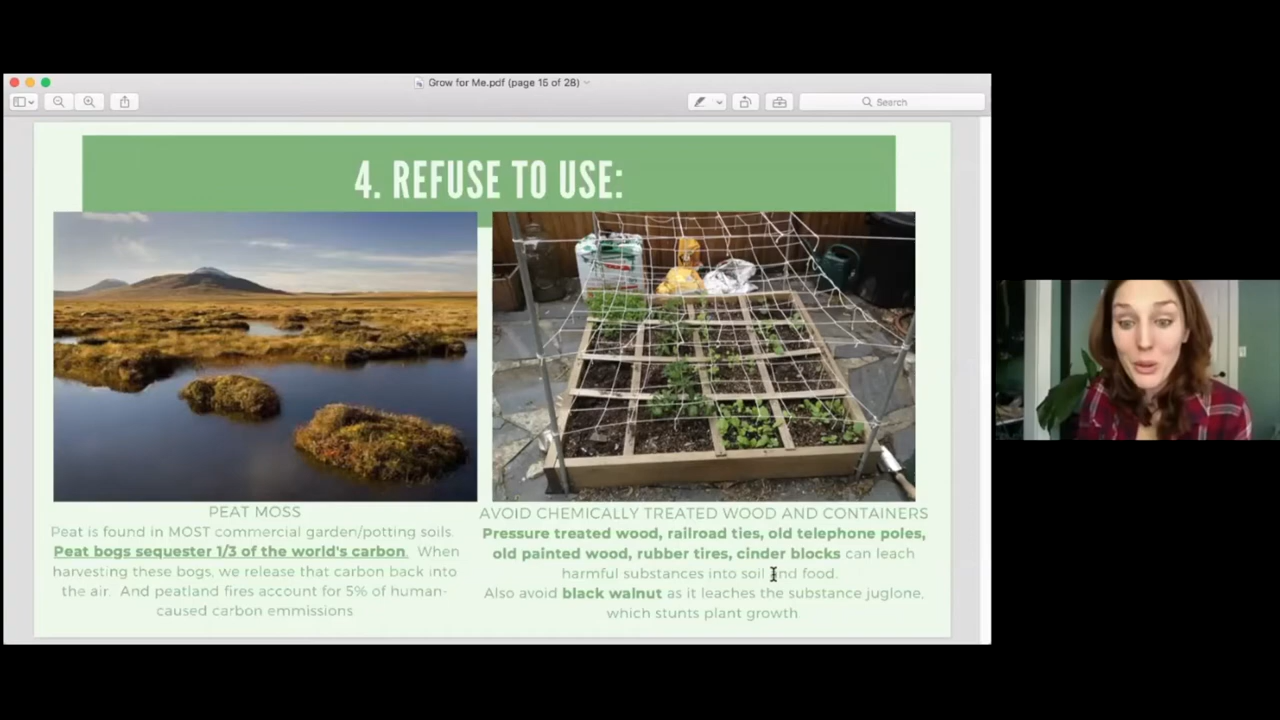 Grow for Me.pdf (page 15 of 28)
Search
4. REFUSE TO USE:
PEAT MOSS
Peat is found in MOST commercial garden/potting soils.
Peat bogs sequester 1/3 of the world's carbon. When
harvesting these bogs, we release that carbon back into
the air. And peatland fires account for 5% of human-
caused carbon emmissions
AVOID CHEMICALLY TREATED WOOD AND CONTAINERS
Pressure treated wood, railroad ties, old telephone poles,
old painted wood, rubber tires, cinder blocks can leach
harmful substances into soil and food.
Also avoid black walnut as it leaches the substance juglone,
which stunts plant growth